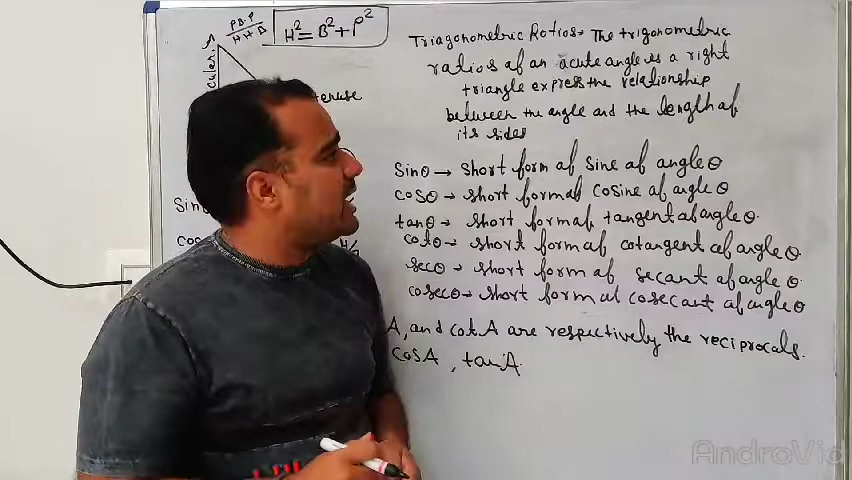 P B P
H H B
H² = B² + P²
Triagonometric Ratios → The trigonometric
ratios of an acute angle is a right
triangle express the relationship
between the angle and the length of
its sides
Sinθ → short form of Sine of angle θ
cosθ → short form of cosine of angle θ
tanθ → short form of tangent of angle θ.
cotθ → short form of cotangent of angle θ
secθ → short form of secant of angle θ.
cosecθ → short form of cosecant of angle θ
A, and cot A are respectively the reciprocals.
cosA, tanA.
Sin
cos
H/
AndroVid